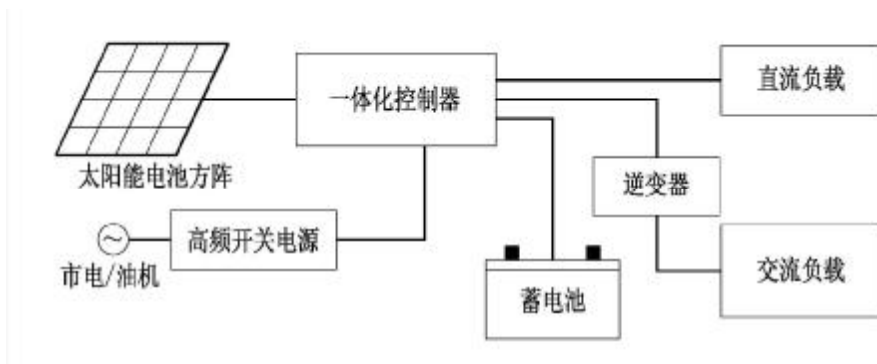 一体化控制器
直流负载
太阳能电池方阵
逆变器
高频开关电源
市电/油机
蓄电池
交流负载